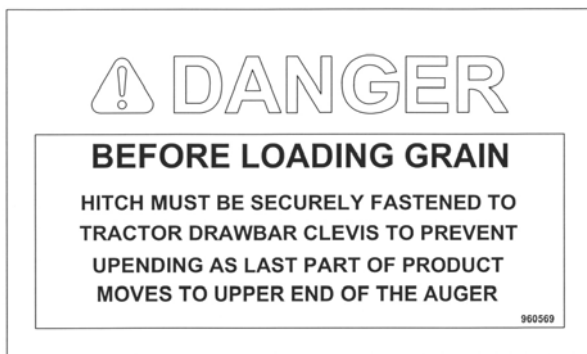 DANGER
BEFORE LOADING GRAIN
HITCH MUST BE SECURELY FASTENED TO
TRACTOR DRAWBAR CLEVIS TO PREVENT
UPENDING AS LAST PART OF PRODUCT
MOVES TO UPPER END OF THE AUGER
960569